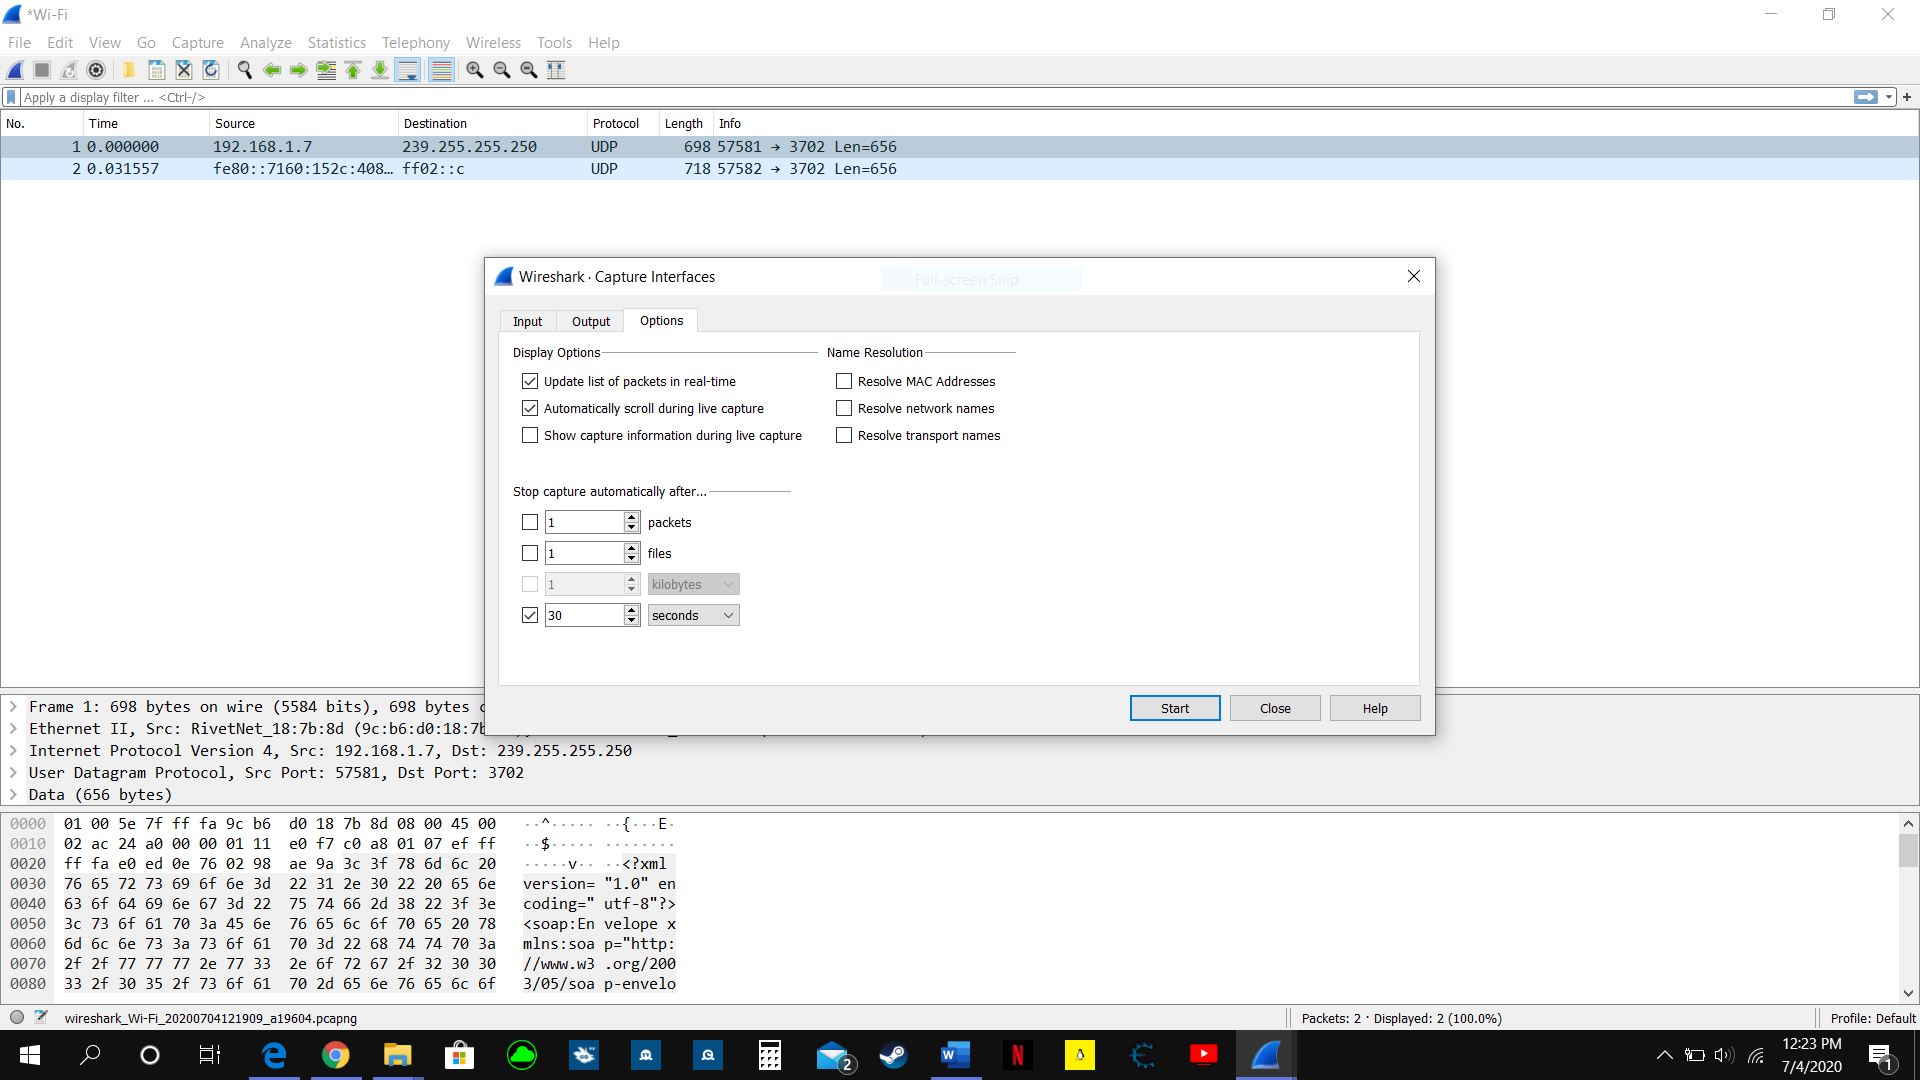 *Wi-Fi
File Edit View Go Capture Analyze Statistics Telephony Wireless Tools Help
Apply a display filter ... <Ctrl-/>
No. Time Source Destination Protocol Length Info
1 0.000000 192.168.1.7 239.255.255.250 UDP 698 57581 → 3702 Len=656
2 0.031557 fe80::7160:152c:408… ff02::c UDP 718 57582 → 3702 Len=656
Wireshark · Capture Interfaces
Full-screen Snip
Input Output Options
Display Options Name Resolution
Update list of packets in real-time Resolve MAC Addresses
Automatically scroll during live capture Resolve network names
Show capture information during live capture Resolve transport names
Stop capture automatically after...
1 packets
1 files
1 kilobytes
30 seconds
Start Close Help
Frame 1: 698 bytes on wire (5584 bits), 698 bytes
Ethernet II, Src: RivetNet_18:7b:8d (9c:b6:d0:18:7b
Internet Protocol Version 4, Src: 192.168.1.7, Dst: 239.255.255.250
User Datagram Protocol, Src Port: 57581, Dst Port: 3702
Data (656 bytes)
0000 01 00 5e 7f ff fa 9c b6 d0 18 7b 8d 08 00 45 00 ··^····· ··{···E·
0010 02 ac 24 a0 00 00 01 11 e0 f7 c0 a8 01 07 ef ff ··$····· ········
0020 ff fa e0 ed 0e 76 02 98 ae 9a 3c 3f 78 6d 6c 20 ·····v·· ··<?xml
0030 76 65 72 73 69 6f 6e 3d 22 31 2e 30 22 20 65 6e version= "1.0" en
0040 63 6f 64 69 6e 67 3d 22 75 74 66 2d 38 22 3f 3e coding=" utf-8"?>
0050 3c 73 6f 61 70 3a 45 6e 76 65 6c 6f 70 65 20 78 <soap:En velope x
0060 6d 6c 6e 73 3a 73 6f 61 70 3d 22 68 74 74 70 3a mlns:soa p="http:
0070 2f 2f 77 77 77 2e 77 33 2e 6f 72 67 2f 32 30 30 //www.w3 .org/200
0080 33 2f 30 35 2f 73 6f 61 70 2d 65 6e 76 65 6c 6f 3/05/soa p-envelo
wireshark_Wi-Fi_20200704121909_a19604.pcapng Packets: 2 · Displayed: 2 (100.0%) Profile: Default
2
12:23 PM
7/4/2020
1